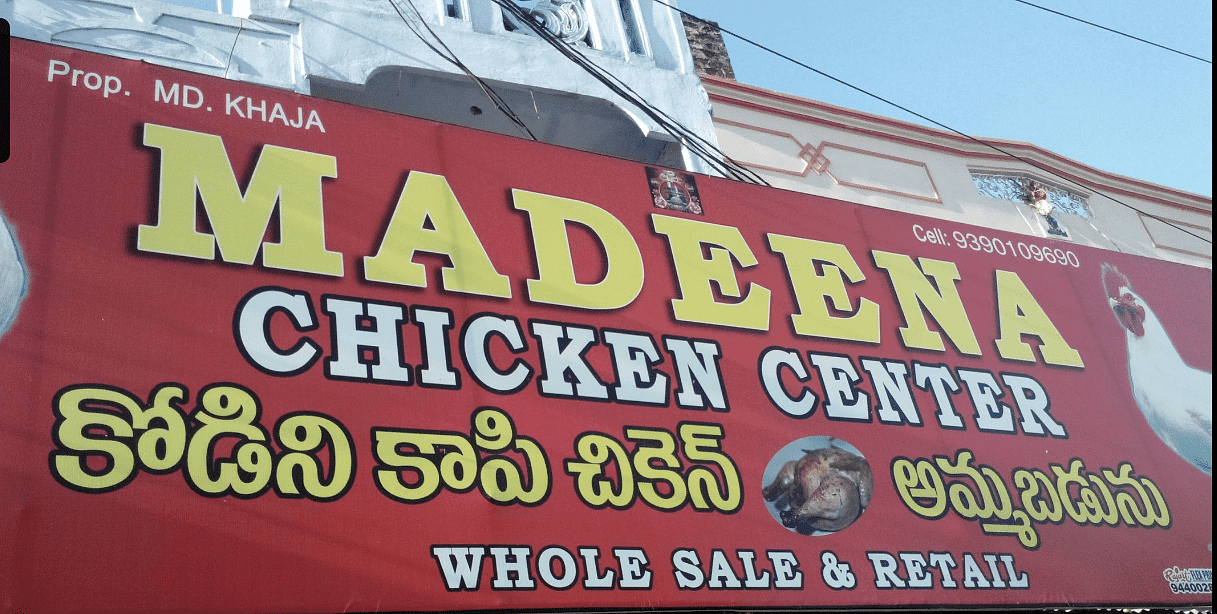 Prop. MD. KHAJA
MADEENA
Cell: 9390109690
CHICKEN CENTER
కోడిని కాపి చికెన్ అమ్మబడును
WHOLE SALE & RETAIL